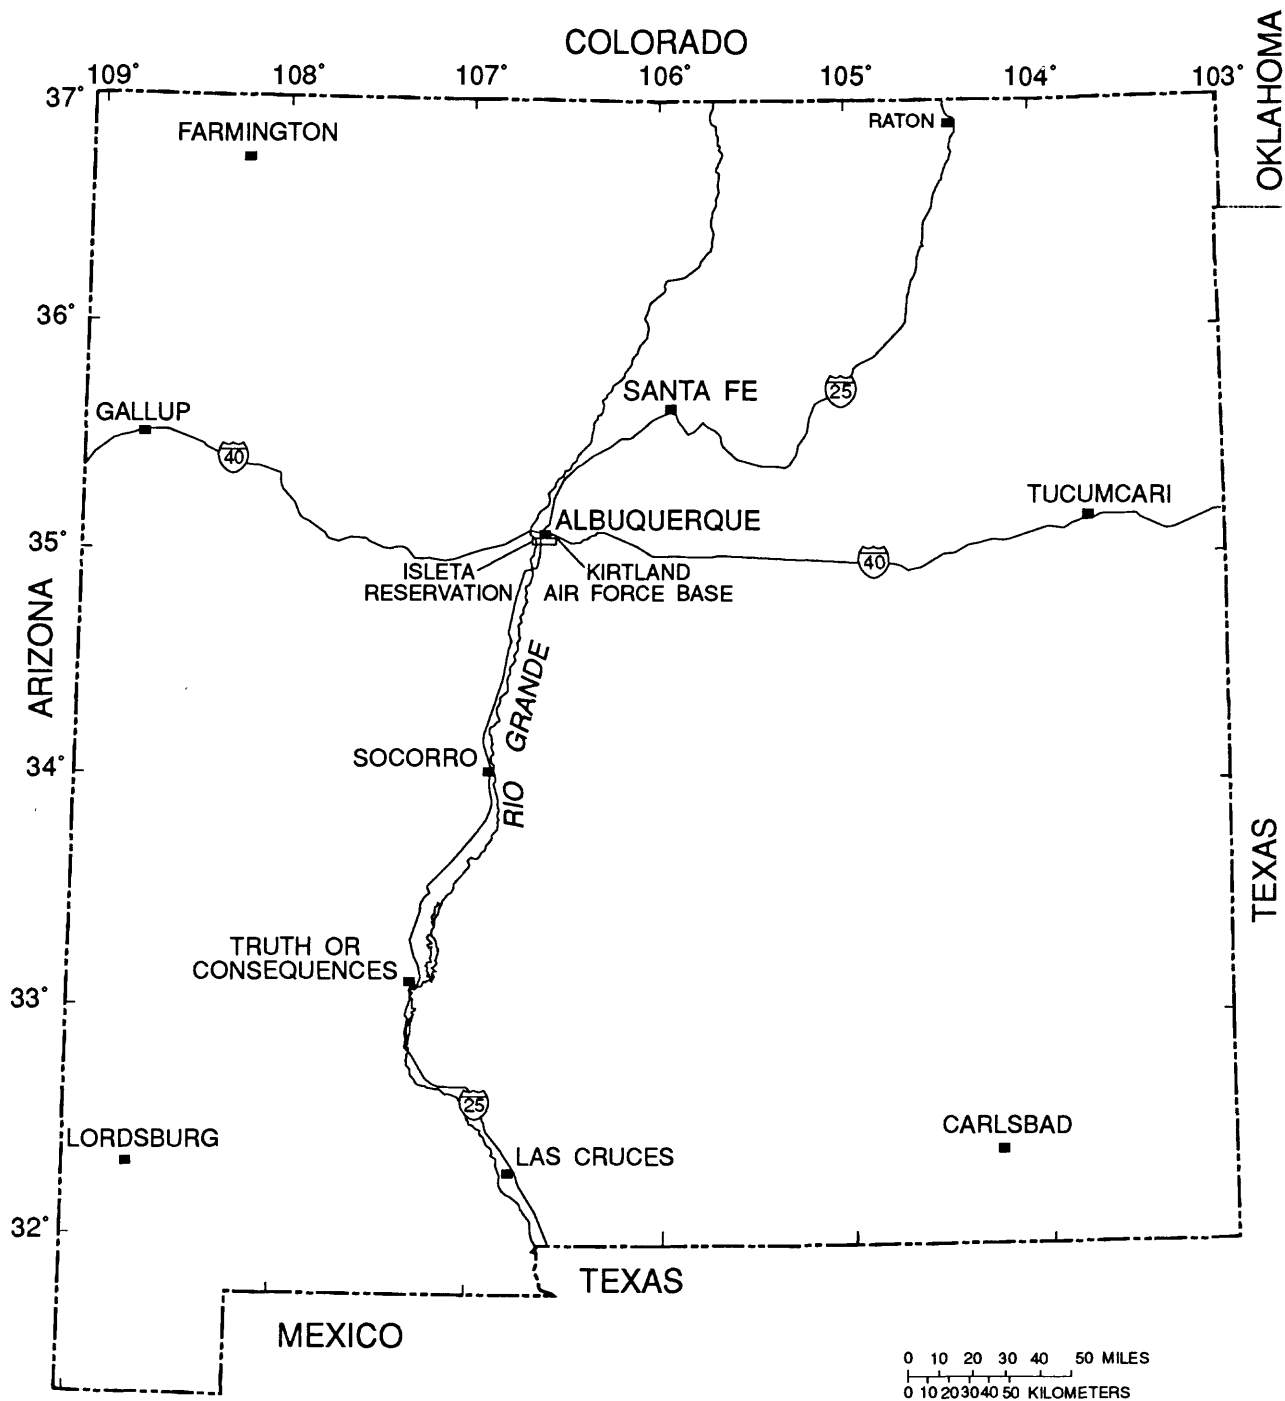 COLORADO
109° 108° 107° 106° 105° 104° 103°
OKLAHOMA
37°
RATON
FARMINGTON
36°
SANTA FE
25
GALLUP
40
TUCUMCARI
ALBUQUERQUE
35°
40
ISLETA
RESERVATION
KIRTLAND
AIR FORCE BASE
ARIZONA
RIO GRANDE
SOCORRO
34°
TEXAS
TRUTH OR
CONSEQUENCES
33°
25
CARLSBAD
LORDSBURG
LAS CRUCES
32°
TEXAS
MEXICO
0 10 20 30 40 50 MILES
0 10 20 30 40 50 KILOMETERS